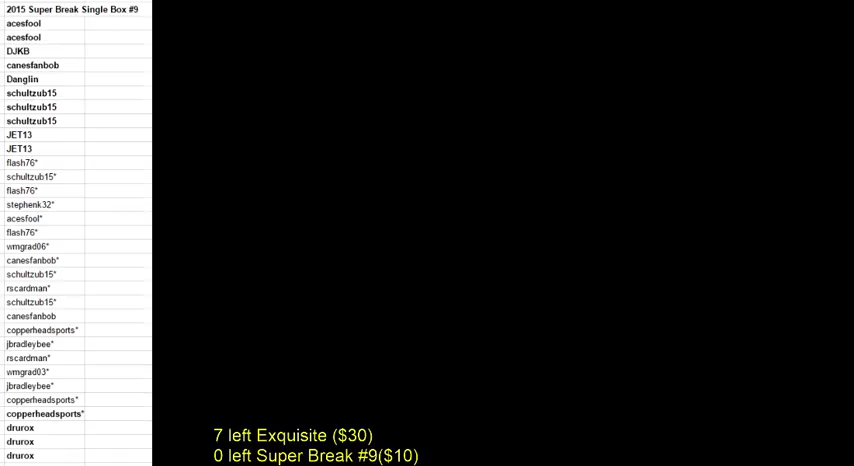 2015 Super Break Single Box #9
acesfool
acesfool
DJKB
canesfanbob
Danglin
schultzub15
schultzub15
schultzub15
JET13
JET13
flash76*
schultzub15*
flash76*
stephenk32*
acesfool*
flash76*
wmgrad06*
canesfanbob*
schultzub15*
rscardman*
schultzub15*
canesfanbob
copperheadsports*
jbradleybee*
rscardman*
wmgrad03*
jbradleybee*
copperheadsports*
copperheadsports*
drurox
drurox
drurox
7 left Exquisite ($30)
0 left Super Break #9($10)